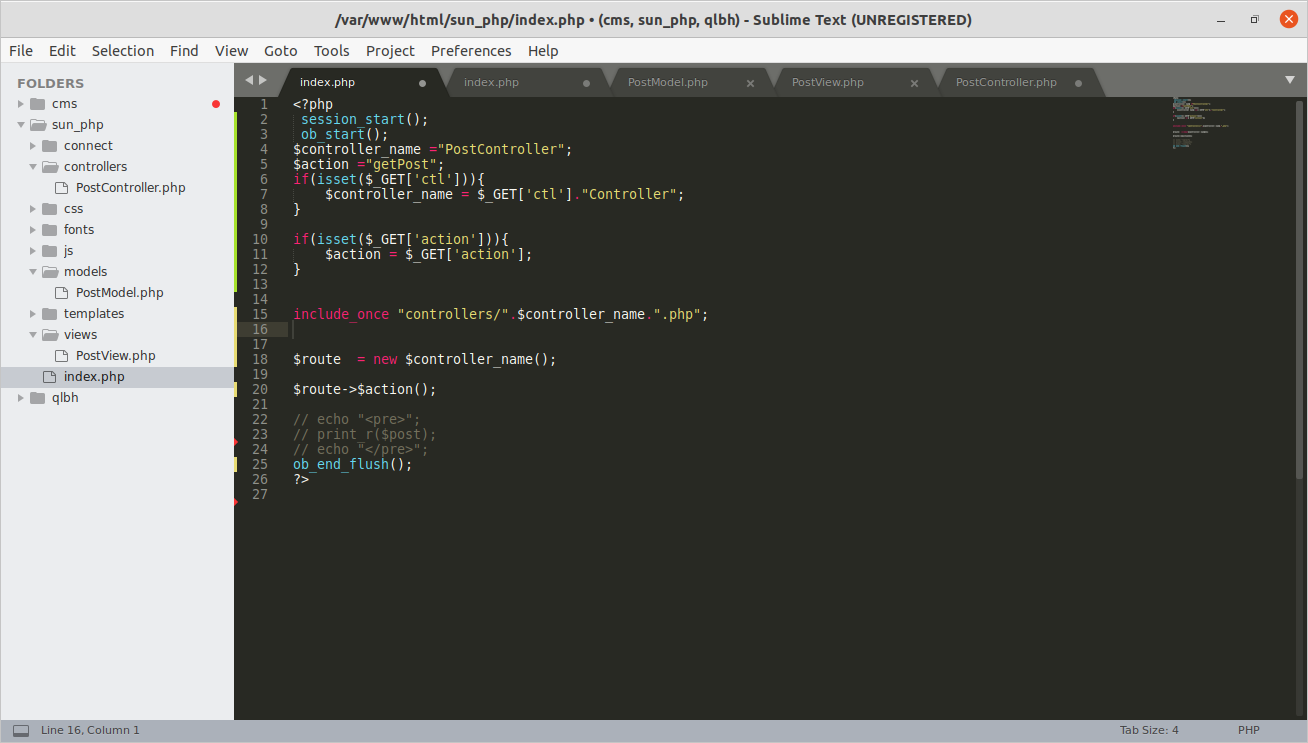 /var/www/html/sun_php/index.php • (cms, sun_php, qlbh) - Sublime Text (UNREGISTERED)
File Edit Selection Find View Goto Tools Project Preferences Help
FOLDERS
cms
sun_php
connect
controllers
PostController.php
css
fonts
js
models
PostModel.php
templates
views
PostView.php
index.php
qlbh
index.php index.php PostModel.php PostView.php PostController.php
1 <?php
2  session_start();
3  ob_start();
4 $controller_name ="PostController";
5 $action ="getPost";
6 if(isset($_GET['ctl'])){
7     $controller_name = $_GET['ctl']."Controller";
8 }
9
10 if(isset($_GET['action'])){
11     $action = $_GET['action'];
12 }
13
14
15 include_once "controllers/".$controller_name.".php";
16
17
18 $route  = new $controller_name();
19
20 $route->$action();
21
22 // echo "<pre>";
23 // print_r($post);
24 // echo "</pre>";
25 ob_end_flush();
26 ?>
27
Line 16, Column 1 Tab Size: 4 PHP